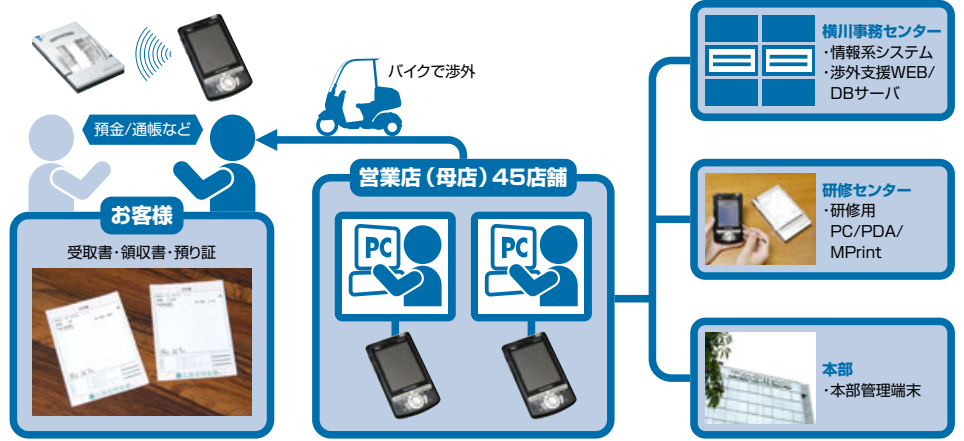 バイクで渉外
預金/通帳など
お客様
受取書・領収書・預り証
営業店（母店）45店舗
PC
PC
横川事務センター
・情報系システム
・渉外支援WEB/
DBサーバ
研修センター
・研修用
PC/PDA/
MPrint
本部
・本部管理端末